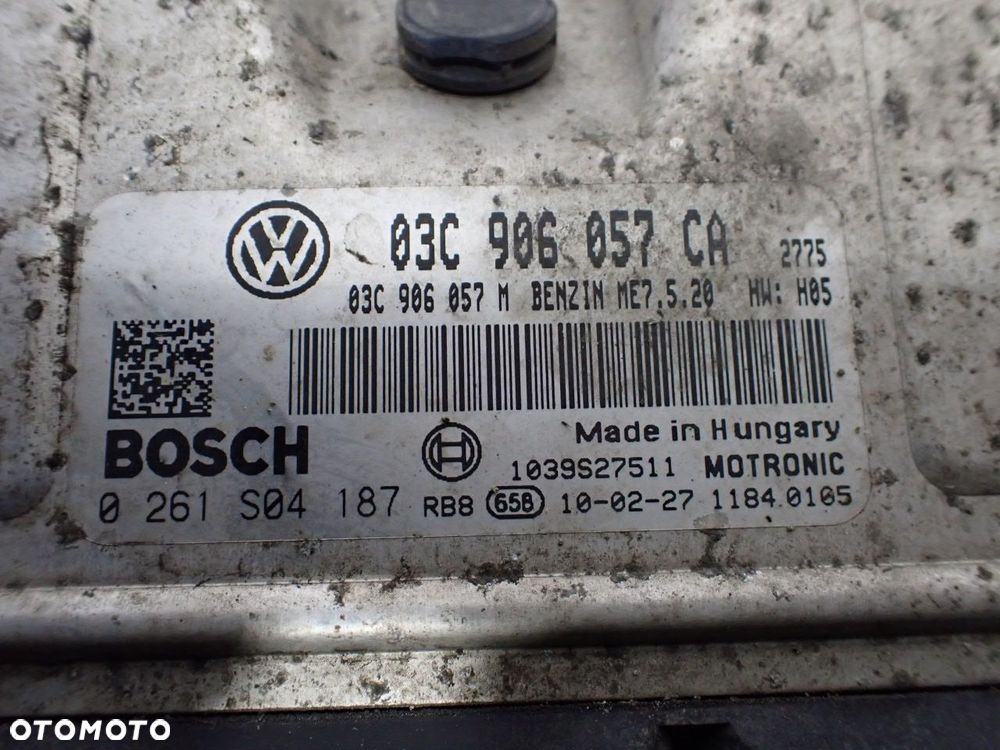 03C 906 057 CA 2775
03C 906 057 M BENZIN ME7.5.20 HW: H05
Made in Hungary
BOSCH 1039S27511 MOTRONIC
0 261 S04 187 RB8 658 10-02-27 1184.0105
OTOMOTO